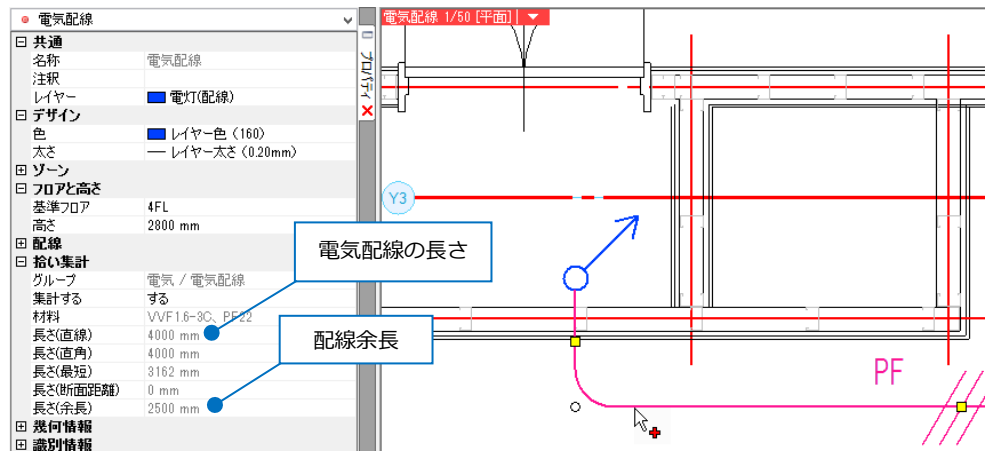 電気配線
電気配線 1/50 [平面]
プロパティ
共通
名称 電気配線
注釈
レイヤー 電灯(配線)
デザイン
色 レイヤー色 (160)
太さ レイヤー太さ (0.20mm)
ゾーン
フロアと高さ
基準フロア 4FL
高さ 2800 mm
配線
拾い集計
グループ 電気 / 電気配線
集計する する
材料 VVF1.6-3C、PF22
長さ(直線) 4000 mm
長さ(直角) 4000 mm
長さ(最短) 3162 mm
長さ(断面距離) 0 mm
長さ(余長) 2500 mm
幾何情報
識別情報
電気配線の長さ
配線余長
Y3
PF